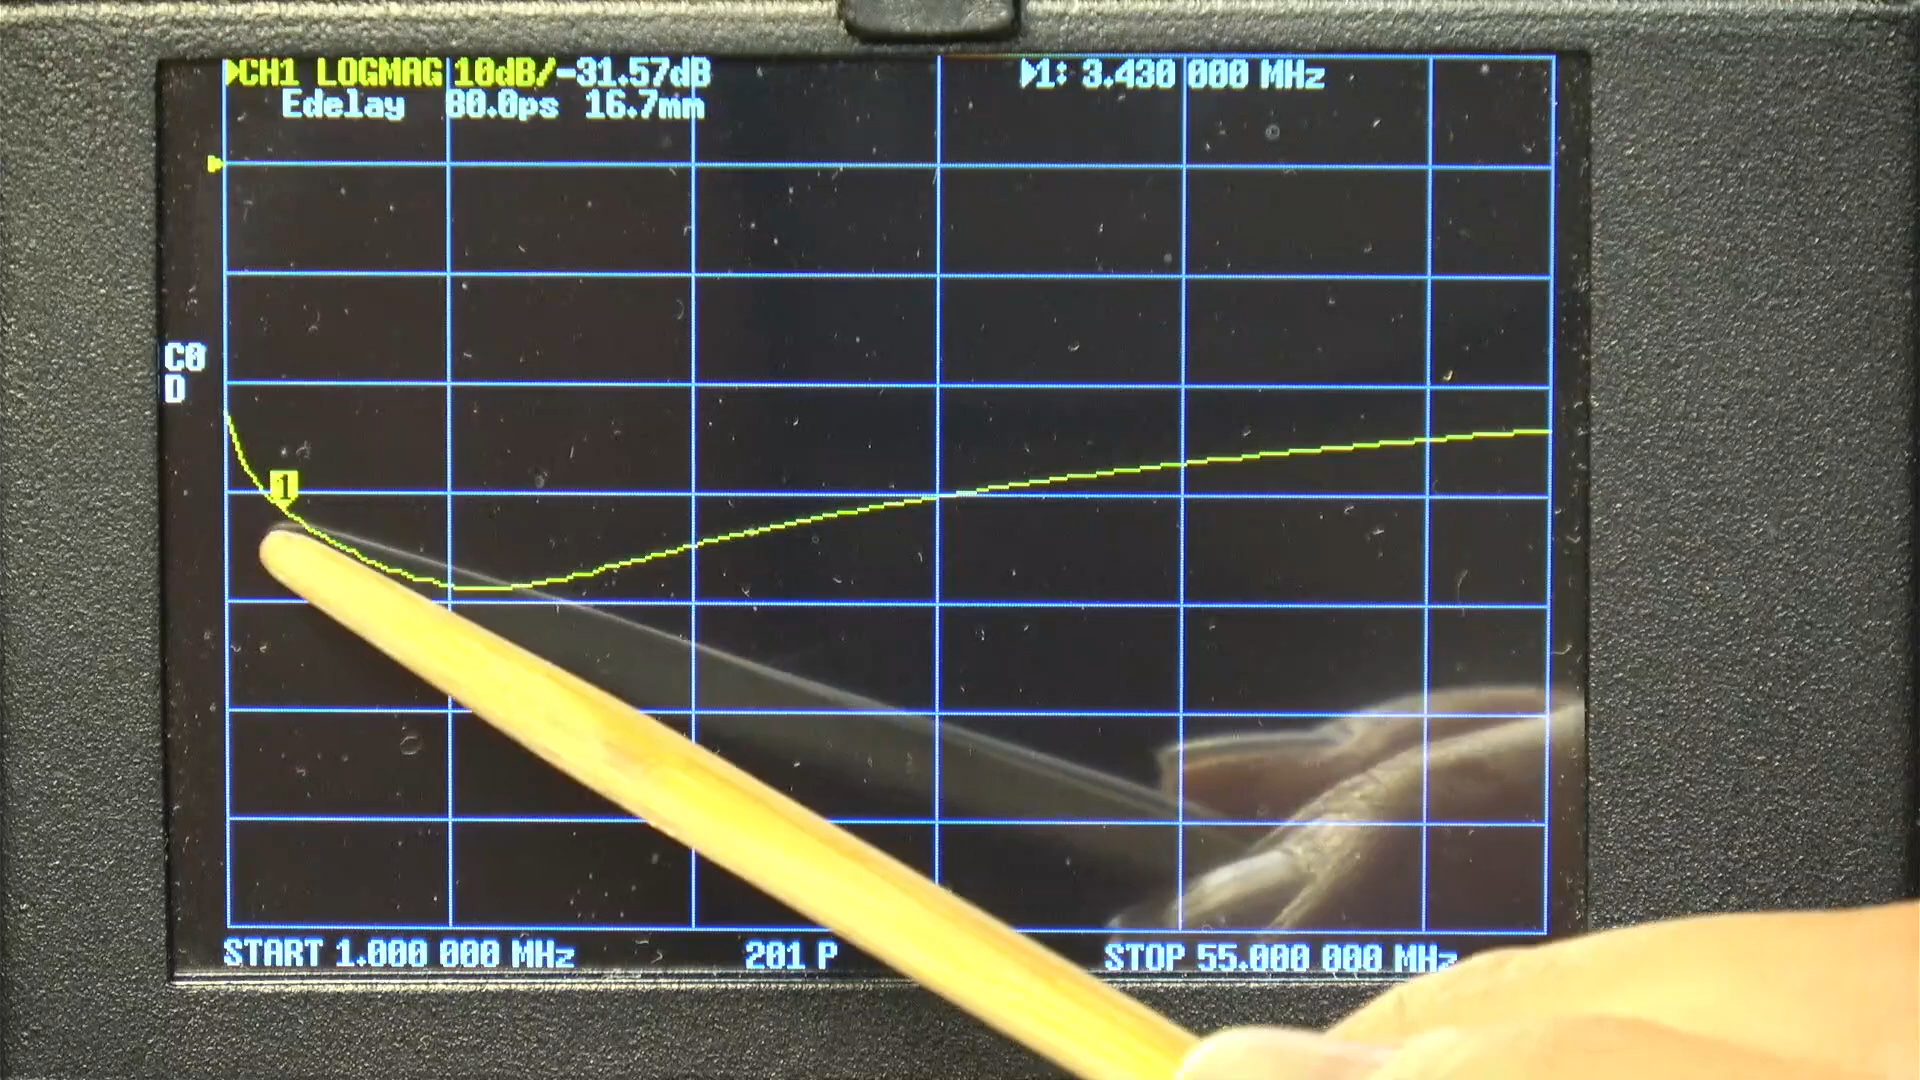 CH1 LOGMAG 10dB/-31.57dB
1: 3.430 000 MHz
Edelay 80.0ps 16.7mm
C0
D
1
START 1.000 000 MHz
201 P
STOP 55.000 000 MHz